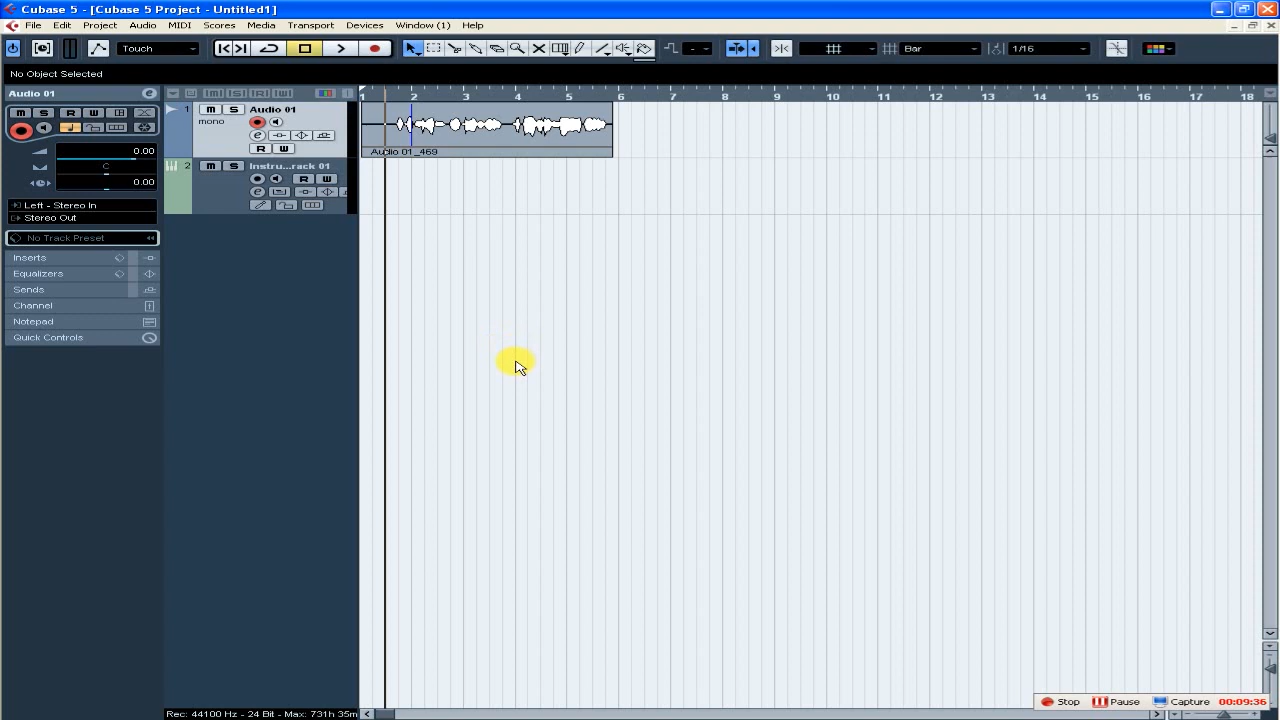 Cubase 5 - [Cubase 5 Project - Untitled1]
File Edit Project Audio MIDI Scores Media Transport Devices Window (1) Help
Touch - Bar 1/16
No Object Selected
Audio 01
M S R W
0.00
C
0.00
Left - Stereo In
Stereo Out
No Track Preset
Inserts
Equalizers
Sends
Channel
Notepad
Quick Controls
1 M S Audio 01
mono
e
R W
2 M S Instru...rack 01
R W
e
1 2 3 4 5 6 7 8 9 10 11 12 13 14 15 16 17 18
Audio 01_469
Rec: 44100 Hz - 24 Bit - Max: 731h 35m
Stop Pause Capture 00:09:36